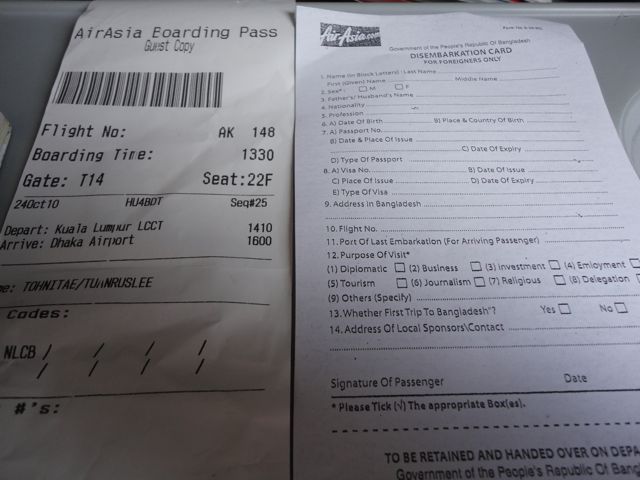 AirAsia Boarding Pass
Guest Copy
Flight No: AK 148
Boarding Time: 1330
Gate: T14 Seat:22F
24Oct10 HU4BDT Seq#25
Depart: Kuala Lumpur LCCT 1410
Arrive: Dhaka Airport 1600
me: TOHNITAE/TUANRUSLEE
Codes:
NLCB / / / /
/ / / /
#'s:
AirAsia.com
Government of the People's Republic Of Bangladesh
DISEMBARKATION CARD
FOR FOREIGNERS ONLY
1. Name (In Block Letters) : Last Name
First (Given) Name Middle Name
2. Sex* : M F
3. Father's/ Husband's Name
4. Nationality
5. Profession
6. A) Date Of Birth B) Place & Country Of Birth
7. A) Passport No.
B) Date & Place Of Issue
C) Date Of Expiry
D) Type Of Passport
8. A) Visa No. B) Date Of Issue
C) Place Of Issue D) Date Of Expiry
E) Type Of Visa
9. Address In Bangladesh
10. Flight No.
11. Port Of Last Embarkation (For Arriving Passenger)
12. Purpose Of Visit*
(1) Diplomatic (2) Business (3) Investment (4) Emloyment
(5) Tourism (6) Journalism (7) Religious (8) Delegation
(9) Others (Specify)
13. Whether First Trip To Bangladesh*? Yes No
14. Address Of Local Sponsors\Contact
Signature Of Passenger Date
* Please Tick (√) The appropriate Box(es).
TO BE RETAINED AND HANDED OVER ON DEPA
Government of the People's Republic Of Bang